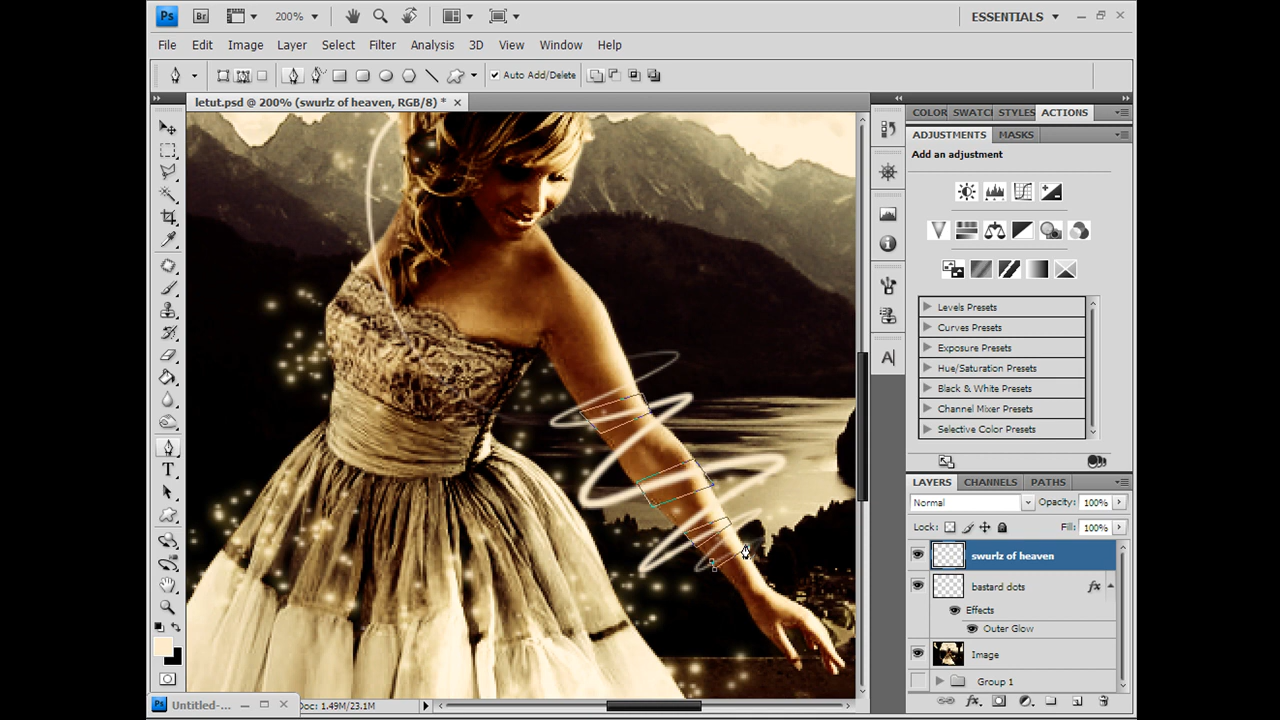 Ps Br 200% ESSENTIALS
File Edit Image Layer Select Filter Analysis 3D View Window Help
Auto Add/Delete
letut.psd @ 200% (swurlz of heaven, RGB/8) *
COLOR SWATC STYLES ACTIONS
ADJUSTMENTS MASKS
Add an adjustment
Levels Presets
Curves Presets
Exposure Presets
Hue/Saturation Presets
Black & White Presets
Channel Mixer Presets
Selective Color Presets
LAYERS CHANNELS PATHS
Normal Opacity: 100%
Lock: Fill: 100%
swurlz of heaven
bastard dots fx
Effects
Outer Glow
Image
Group 1
Ps Untitled-... Doc: 1.49M/23.1M